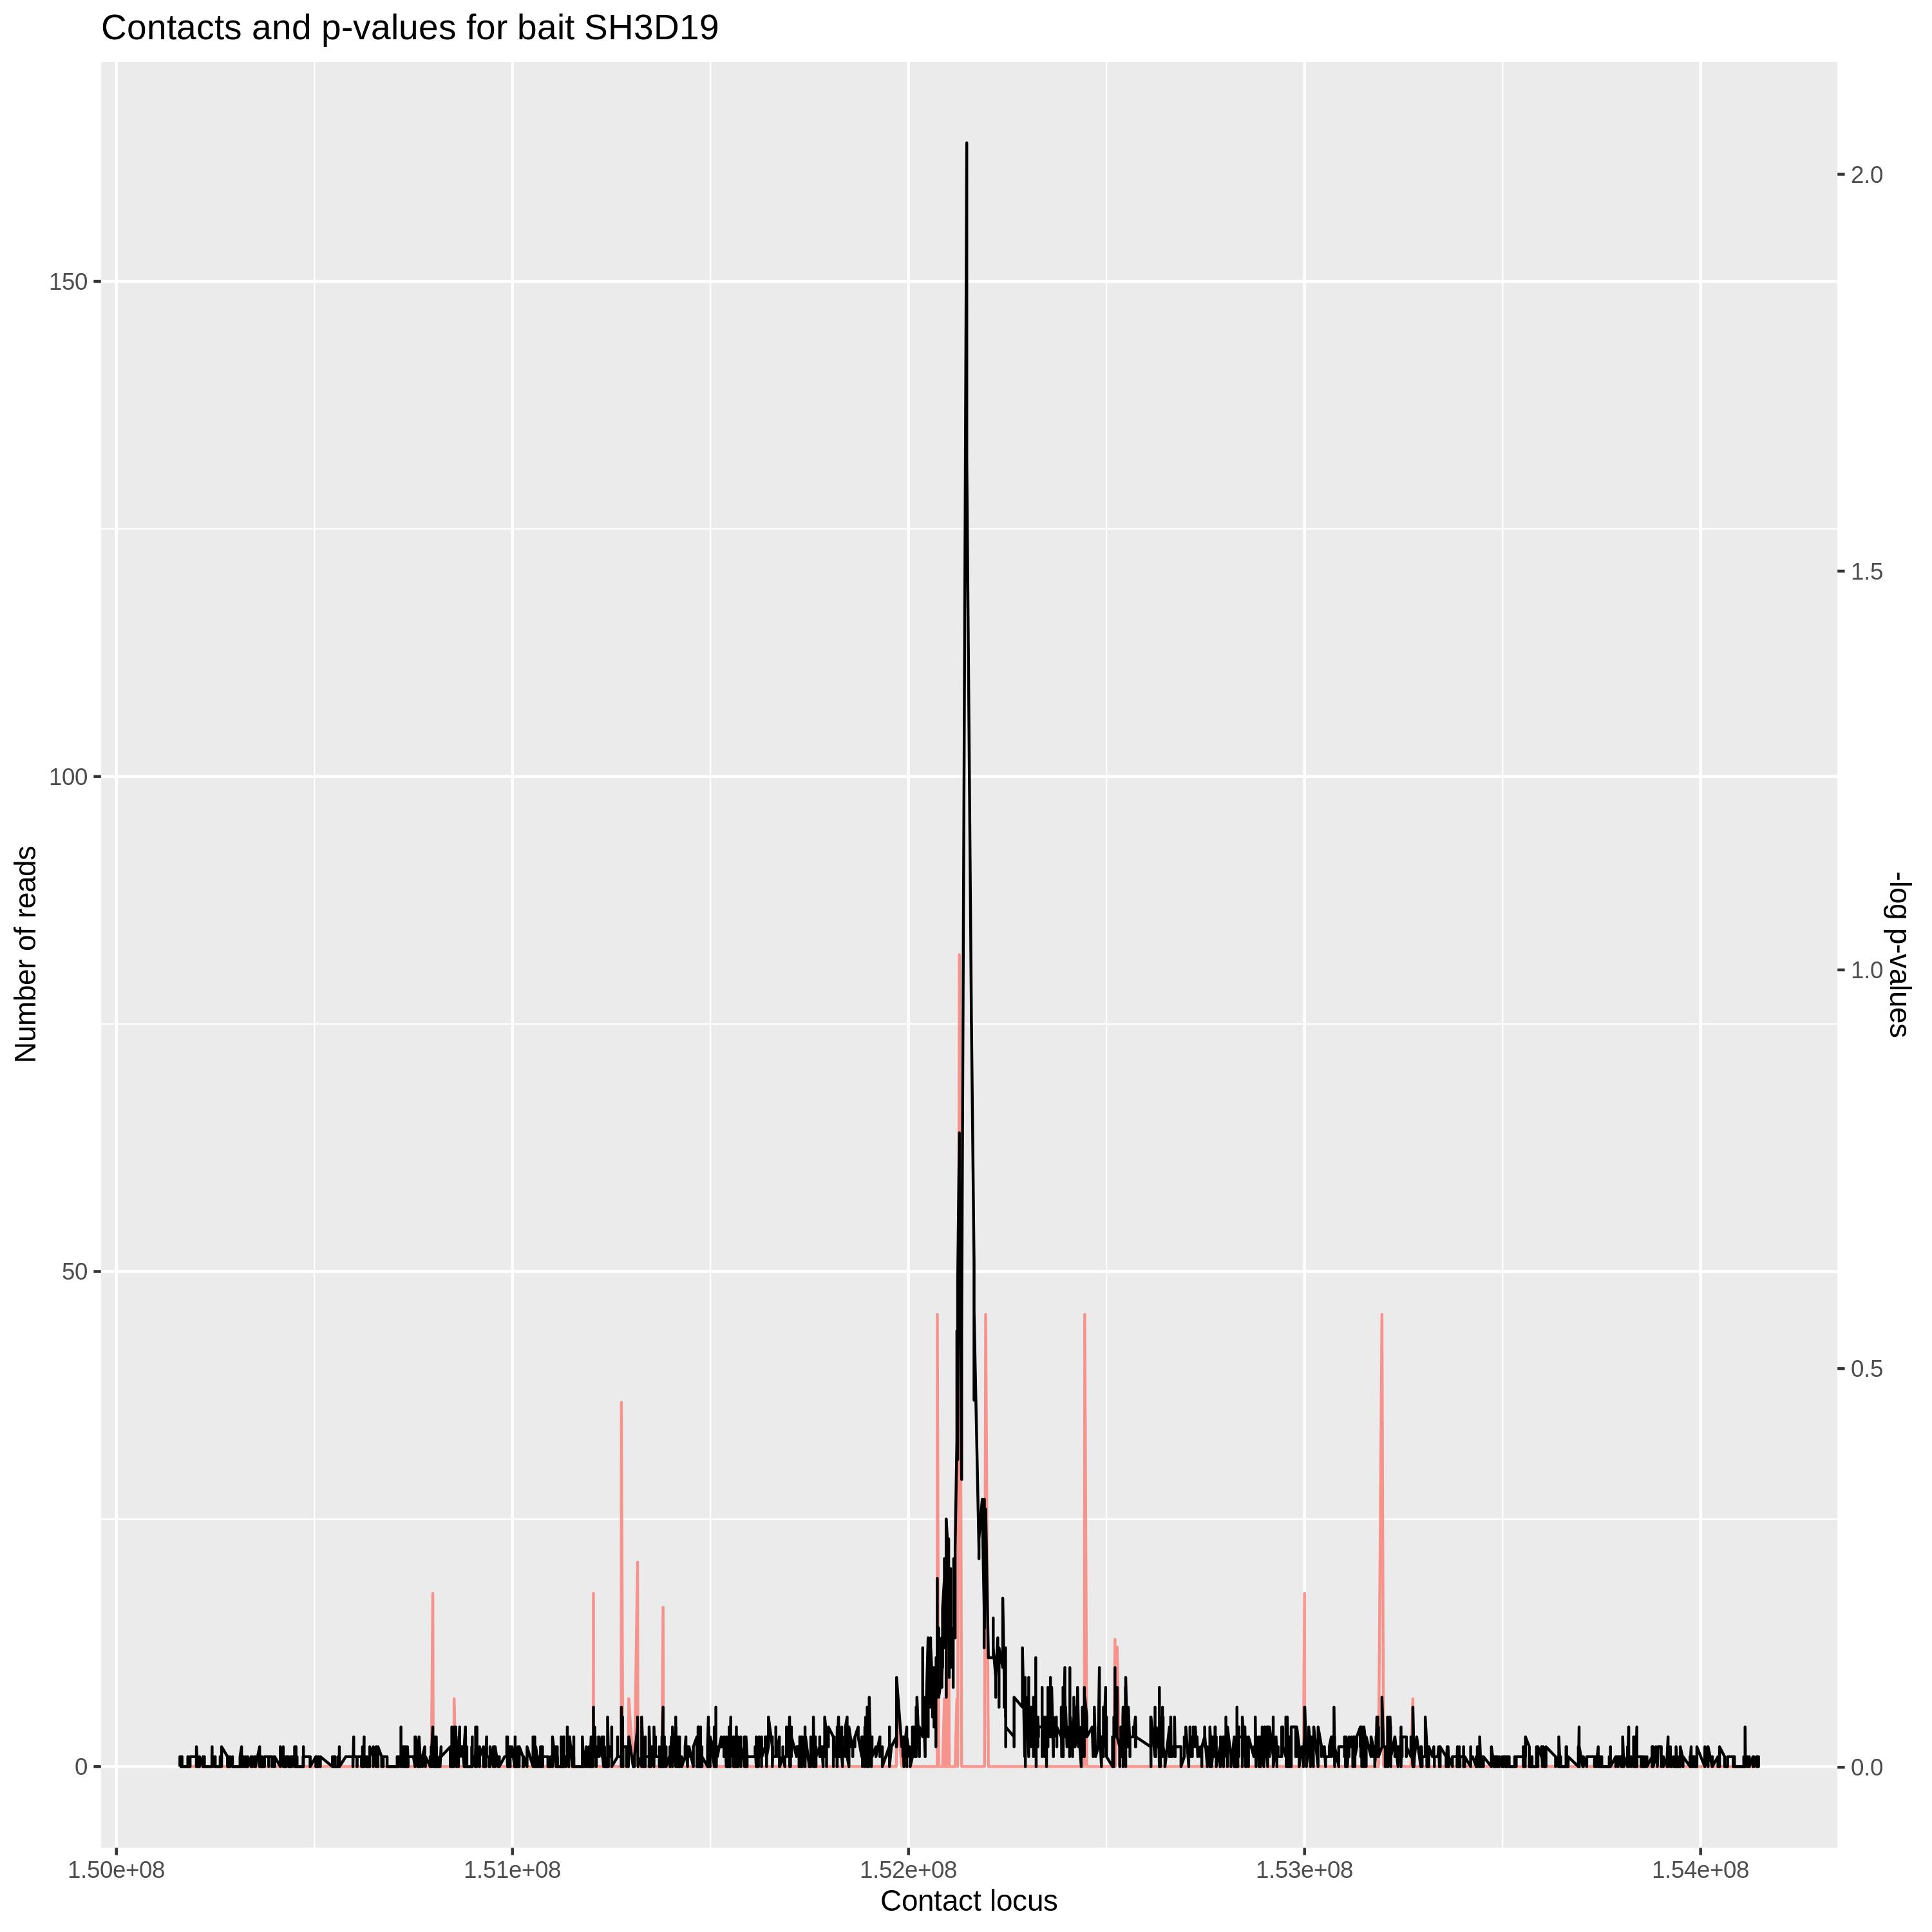 Contacts and p-values for bait SH3D19
150
100
50
0
Number of reads
2.0
1.5
1.0
0.5
0.0
-log p-values
1.50e+08
1.51e+08
1.52e+08
1.53e+08
1.54e+08
Contact locus